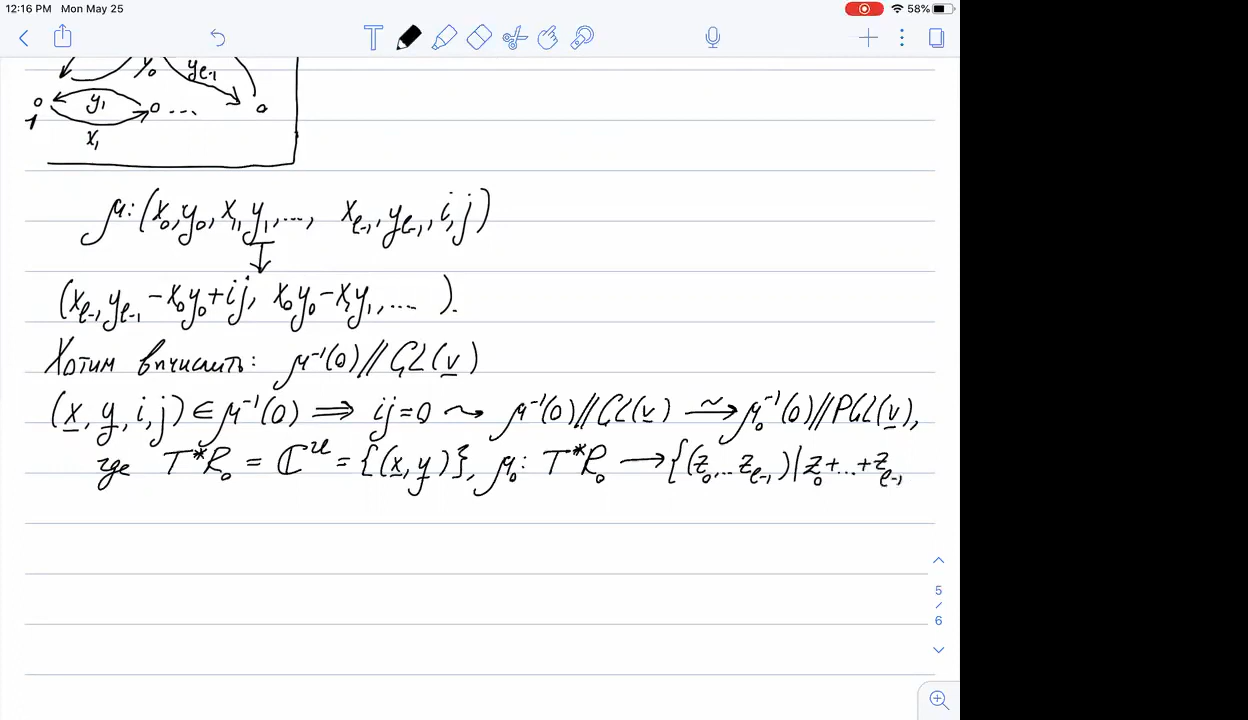 12:16 PM Mon May 25
58%
y₀ y_{ℓ-1}
y₁
1
x₁
μ: (x₀, y₀, x₁, y₁, ..., x_{ℓ-1}, y_{ℓ-1}, i, j)
↓
(x_{ℓ-1} y_{ℓ-1} - x₀y₀ + ij, x₀y₀ - x₁y₁, .... ).
Хотим вычислить: μ⁻¹(0)//GL(v)
(x, y, i, j) ∈ μ⁻¹(0) ⟹ ij=0 ⇝ μ⁻¹(0)//GL(v) ⥲ μ₀⁻¹(0)//PGL(v),
где T*R₀ = ℂ^{2ℓ} = {(x, y)}, μ₀: T*R₀ → {(z₀,... z_{ℓ-1}) | z₀+...+z_{ℓ-1}
5
/
6